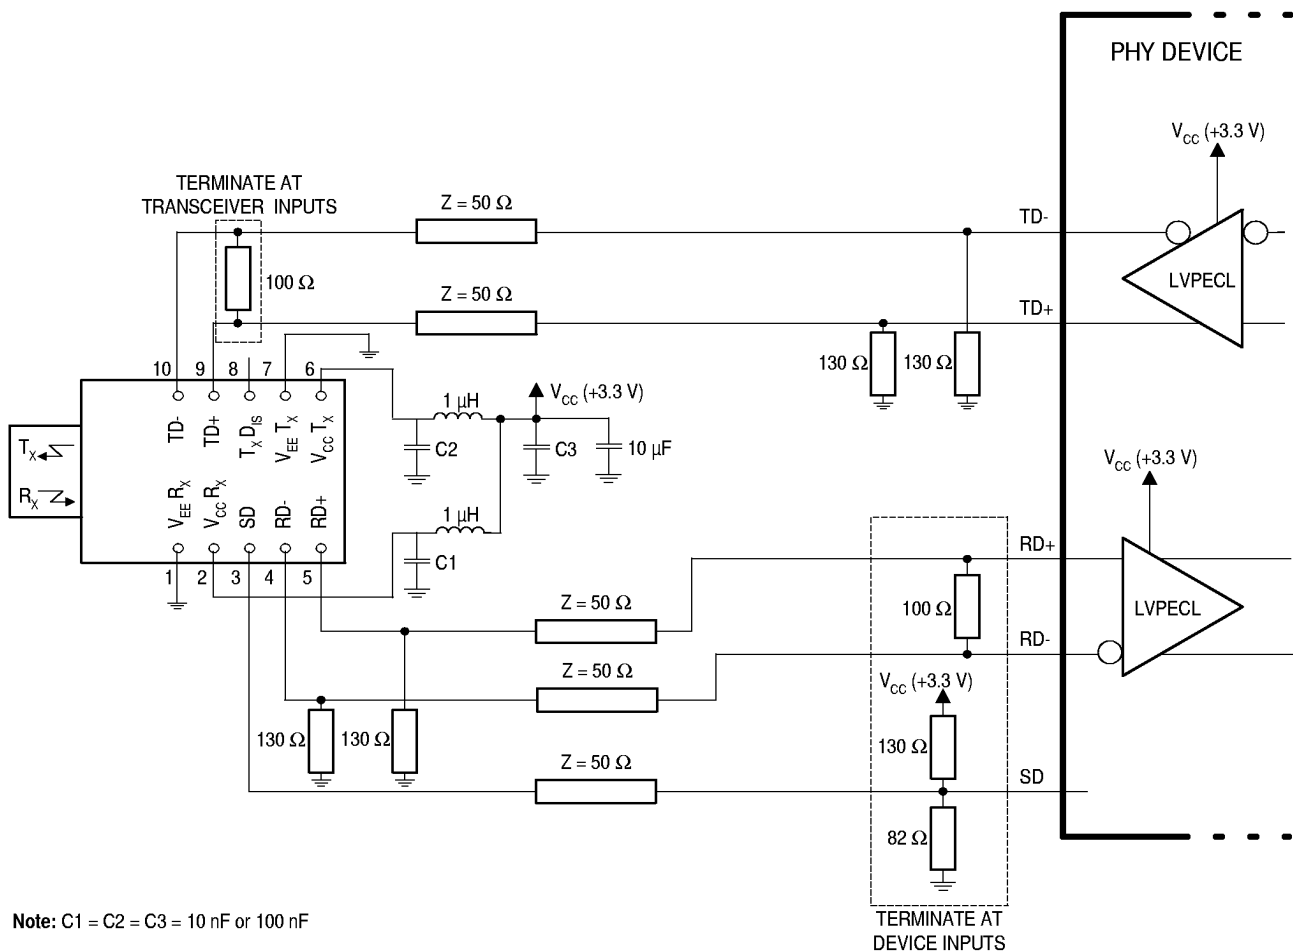 PHY DEVICE
V_CC (+3.3 V)
TERMINATE AT
TRANSCEIVER INPUTS
Z = 50 Ω
TD-
LVPECL
100 Ω
Z = 50 Ω
TD+
130 Ω
130 Ω
10
9
8
7
6
TD-
TD+
T_X D_IS
V_EE T_X
V_CC T_X
1 µH
V_CC (+3.3 V)
C2
C3
10 µF
T_X
R_X
V_EE R_X
V_CC R_X
SD
RD-
RD+
1 µH
C1
1
2
3
4
5
V_CC (+3.3 V)
RD+
Z = 50 Ω
100 Ω
LVPECL
RD-
Z = 50 Ω
V_CC (+3.3 V)
130 Ω
130 Ω
130 Ω
Z = 50 Ω
SD
82 Ω
TERMINATE AT
DEVICE INPUTS
Note: C1 = C2 = C3 = 10 nF or 100 nF